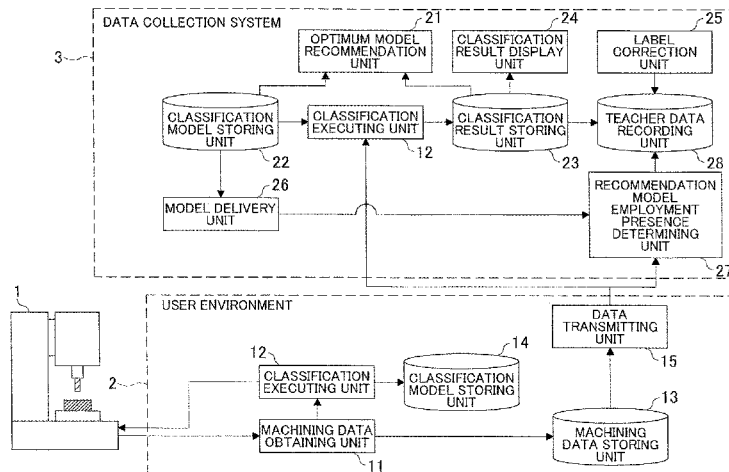 DATA COLLECTION SYSTEM
3
21
OPTIMUM MODEL
RECOMMENDATION
UNIT
24
CLASSIFICATION
RESULT DISPLAY
UNIT
25
LABEL
CORRECTION UNIT
CLASSIFICATION
MODEL STORING
UNIT
22
CLASSIFICATION
EXECUTING UNIT
12
CLASSIFICATION
RESULT STORING
UNIT
23
TEACHER DATA
RECORDING
UNIT
28
26
MODEL DELIVERY
UNIT
RECOMMENDATION
MODEL
EMPLOYMENT
PRESENCE
DETERMINING
UNIT
27
1
USER ENVIRONMENT
2
12
CLASSIFICATION
EXECUTING UNIT
14
CLASSIFICATION
MODEL STORING
UNIT
DATA
TRANSMITTING
UNIT
15
MACHINING DATA
OBTAINING UNIT
11
13
MACHINING
DATA STORING
UNIT